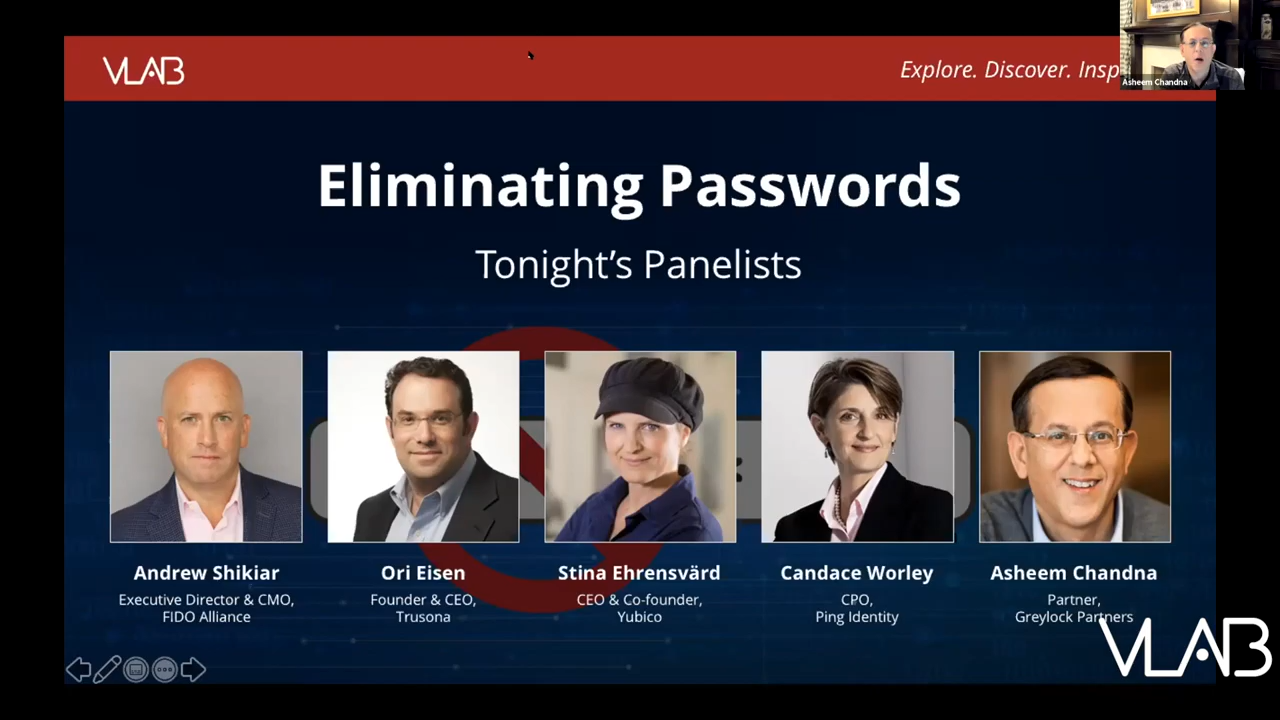 VLAB
Explore. Discover. Insp
Asheem Chandna
Eliminating Passwords
Tonight's Panelists
Andrew Shikiar
Executive Director & CMO,
FIDO Alliance
Ori Eisen
Founder & CEO,
Trusona
Stina Ehrensvärd
CEO & Co-founder,
Yubico
Candace Worley
CPO,
Ping Identity
Asheem Chandna
Partner,
Greylock Partners
VLAB